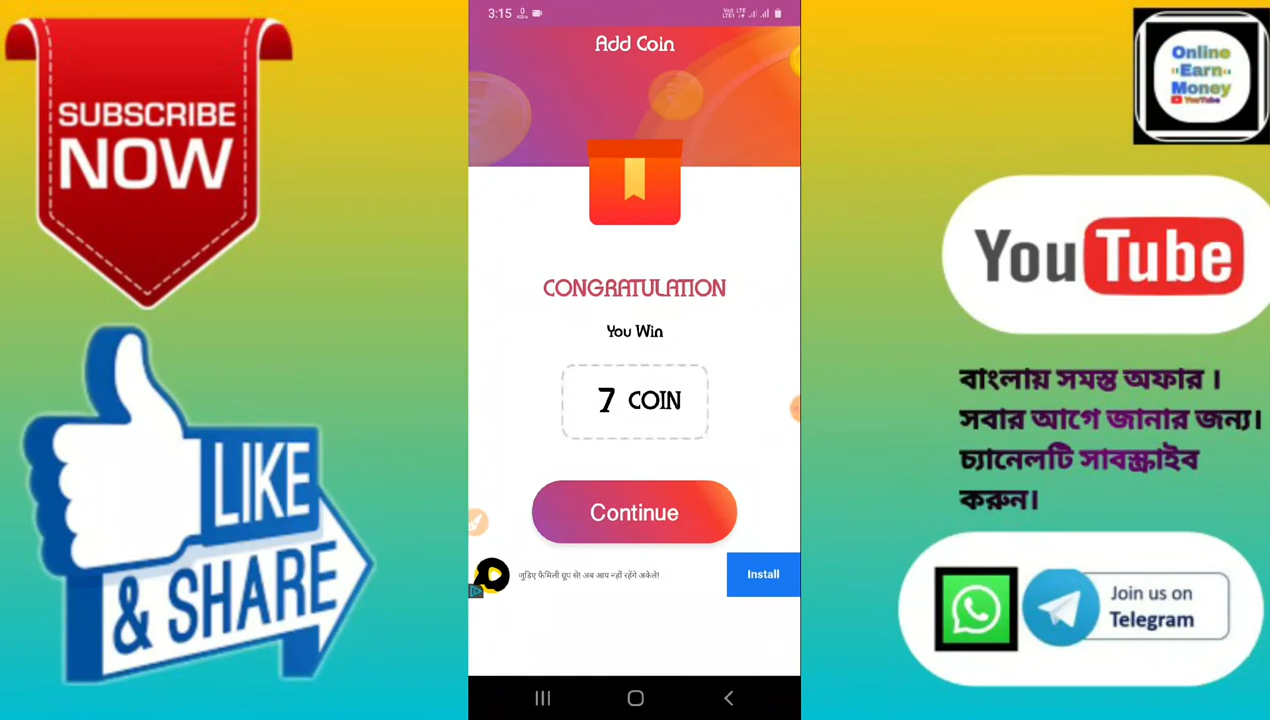 SUBSCRIBE
NOW
LIKE
& SHARE
3:15
Add Coin
CONGRATULATION
You Win
7 COIN
Continue
जुड़िए फैमिली ग्रुप से! अब आप नहीं रहेंगे अकेले!
Install
Online
Earn
Money
YouTube
YouTube
বাংলায় সমস্ত অফার ।
সবার আগে জানার জন্য।
চ্যানেলটি সাবস্ক্রাইব
করুন।
Join us on
Telegram